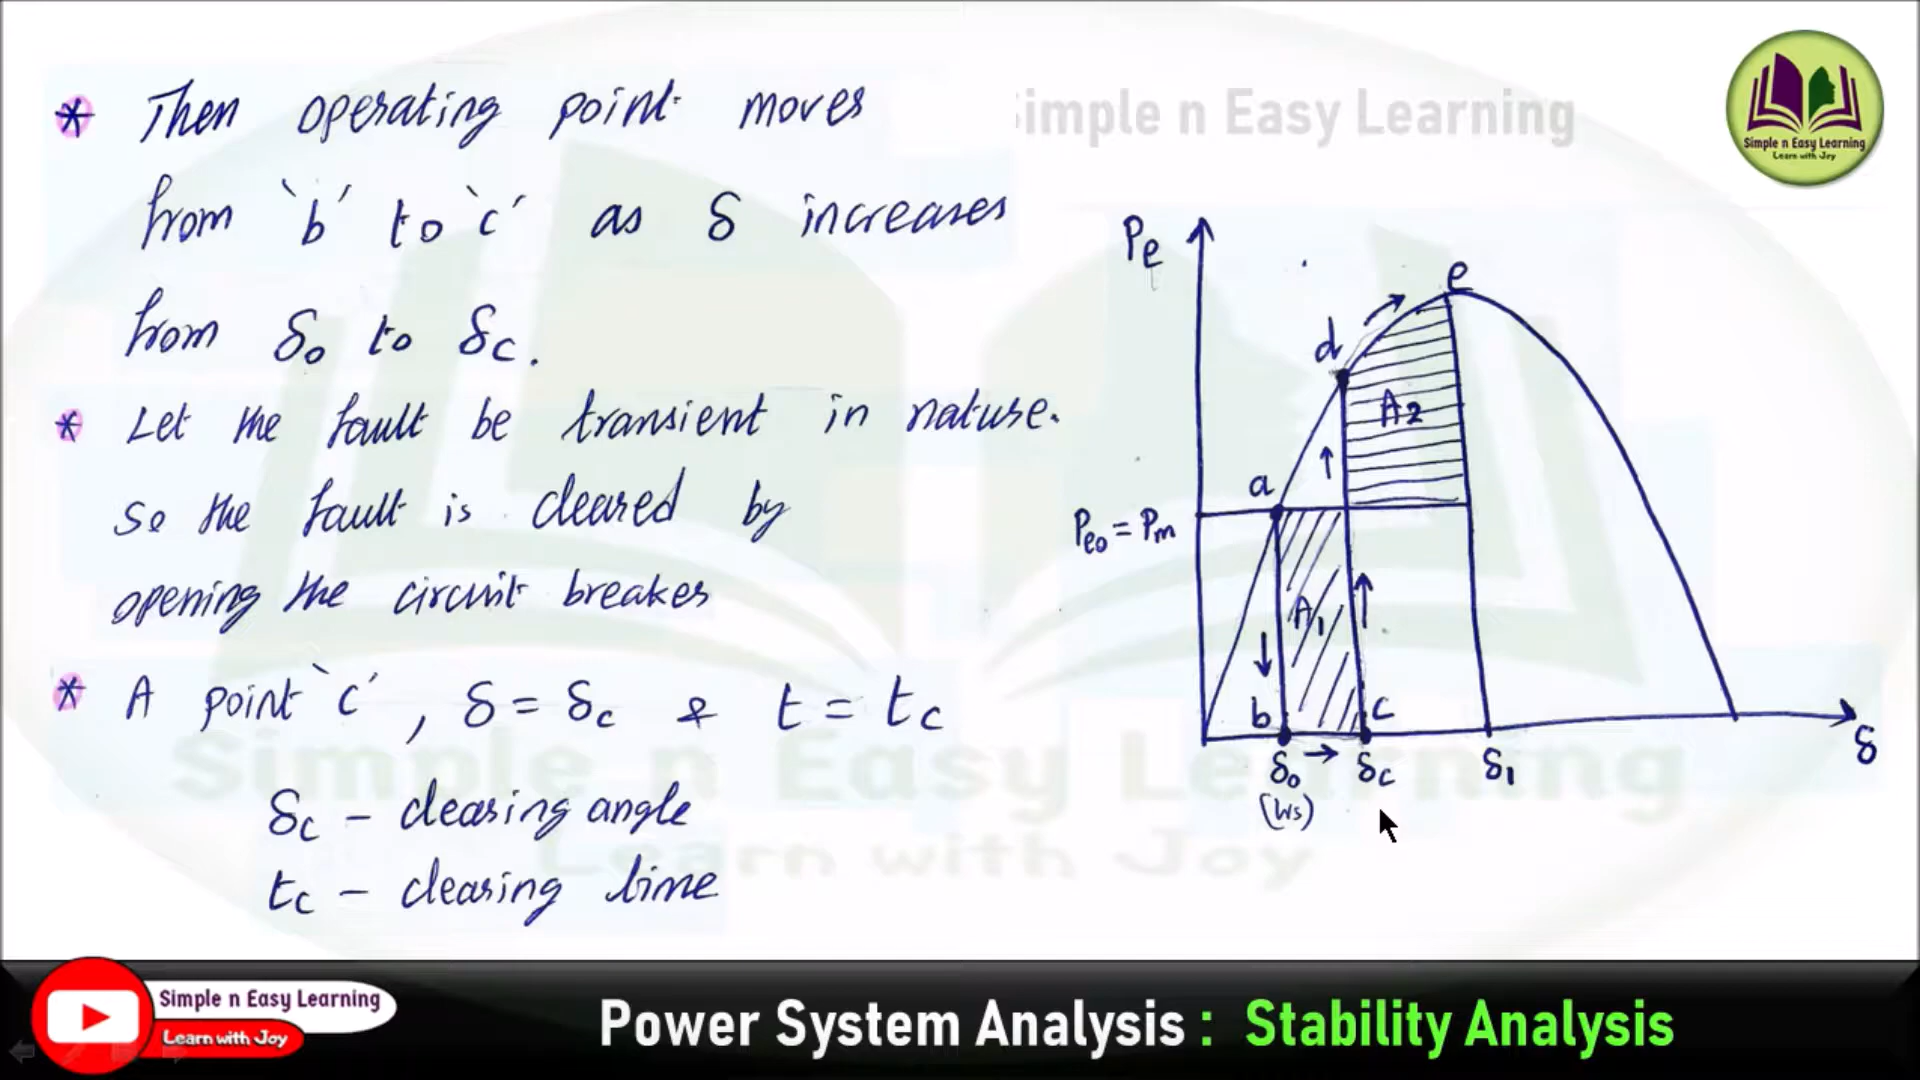 Simple n Easy Learning
Simple n Easy Learning
Learn with Joy
* Then operating point moves
from `b´ to `c´ as δ increases
from δ₀ to δc.
* Let the fault be transient in nature.
So the fault is cleared by
opening the circuit breaker
* A point `c´, δ = δc & t = tc
δc – clearing angle
tc – clearing time
Pe
e
d
A2
a
Peo = Pm
A1
b
c
δ₀ → δc
δ1
δ
(ωs)
Simple n Easy Learning
Learn with Joy
Simple n Easy Learning
Learn with Joy
Power System Analysis : Stability Analysis